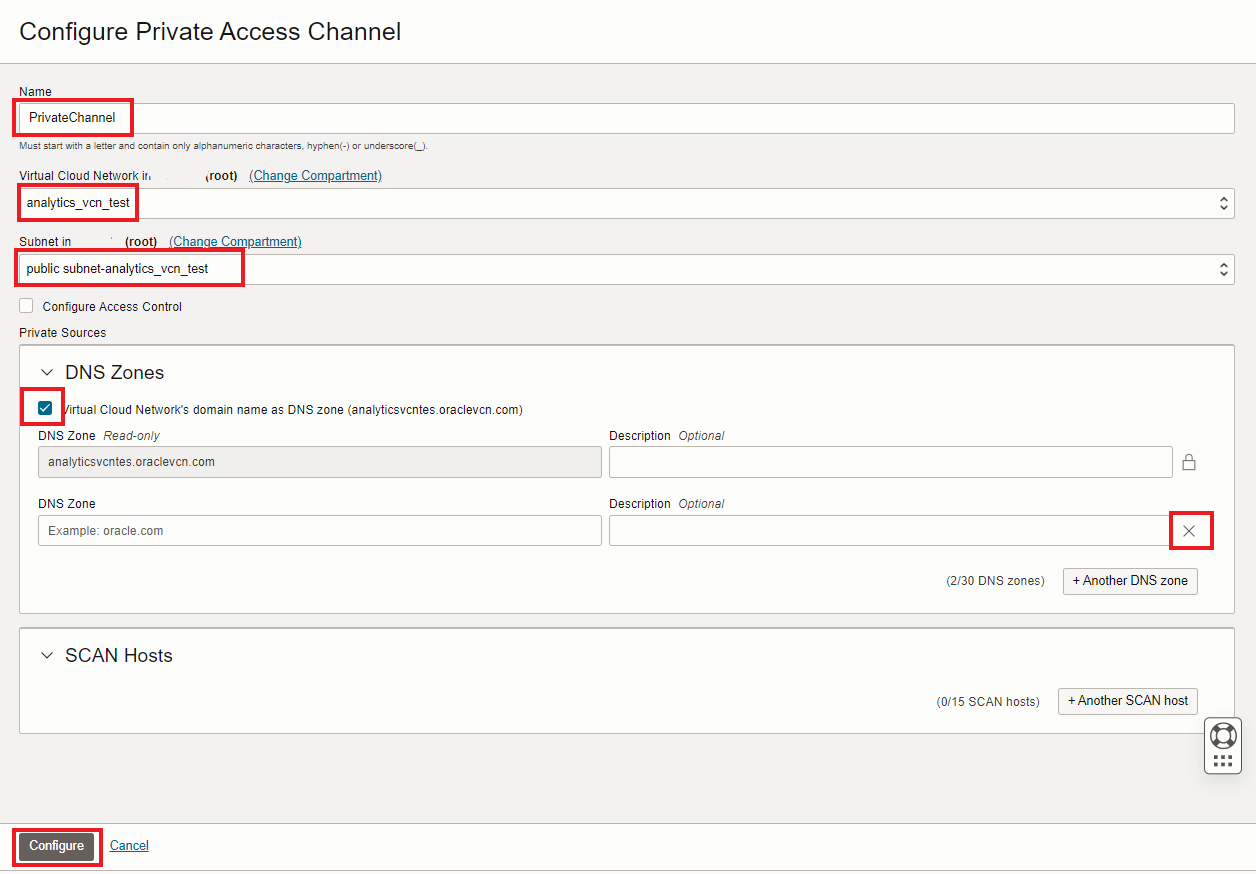 Configure Private Access Channel
Name
PrivateChannel
Must start with a letter and contain only alphanumeric characters, hyphen(-) or underscore(_).
Virtual Cloud Network in (root) (Change Compartment)
analytics_vcn_test
Subnet in (root) (Change Compartment)
public subnet-analytics_vcn_test
Configure Access Control
Private Sources
DNS Zones
Virtual Cloud Network's domain name as DNS zone (analyticsvcntes.oraclevcn.com)
DNS Zone Read-only Description Optional
analyticsvcntes.oraclevcn.com
DNS Zone Description Optional
Example: oracle.com
(2/30 DNS zones) + Another DNS zone
SCAN Hosts
(0/15 SCAN hosts) + Another SCAN host
Configure Cancel